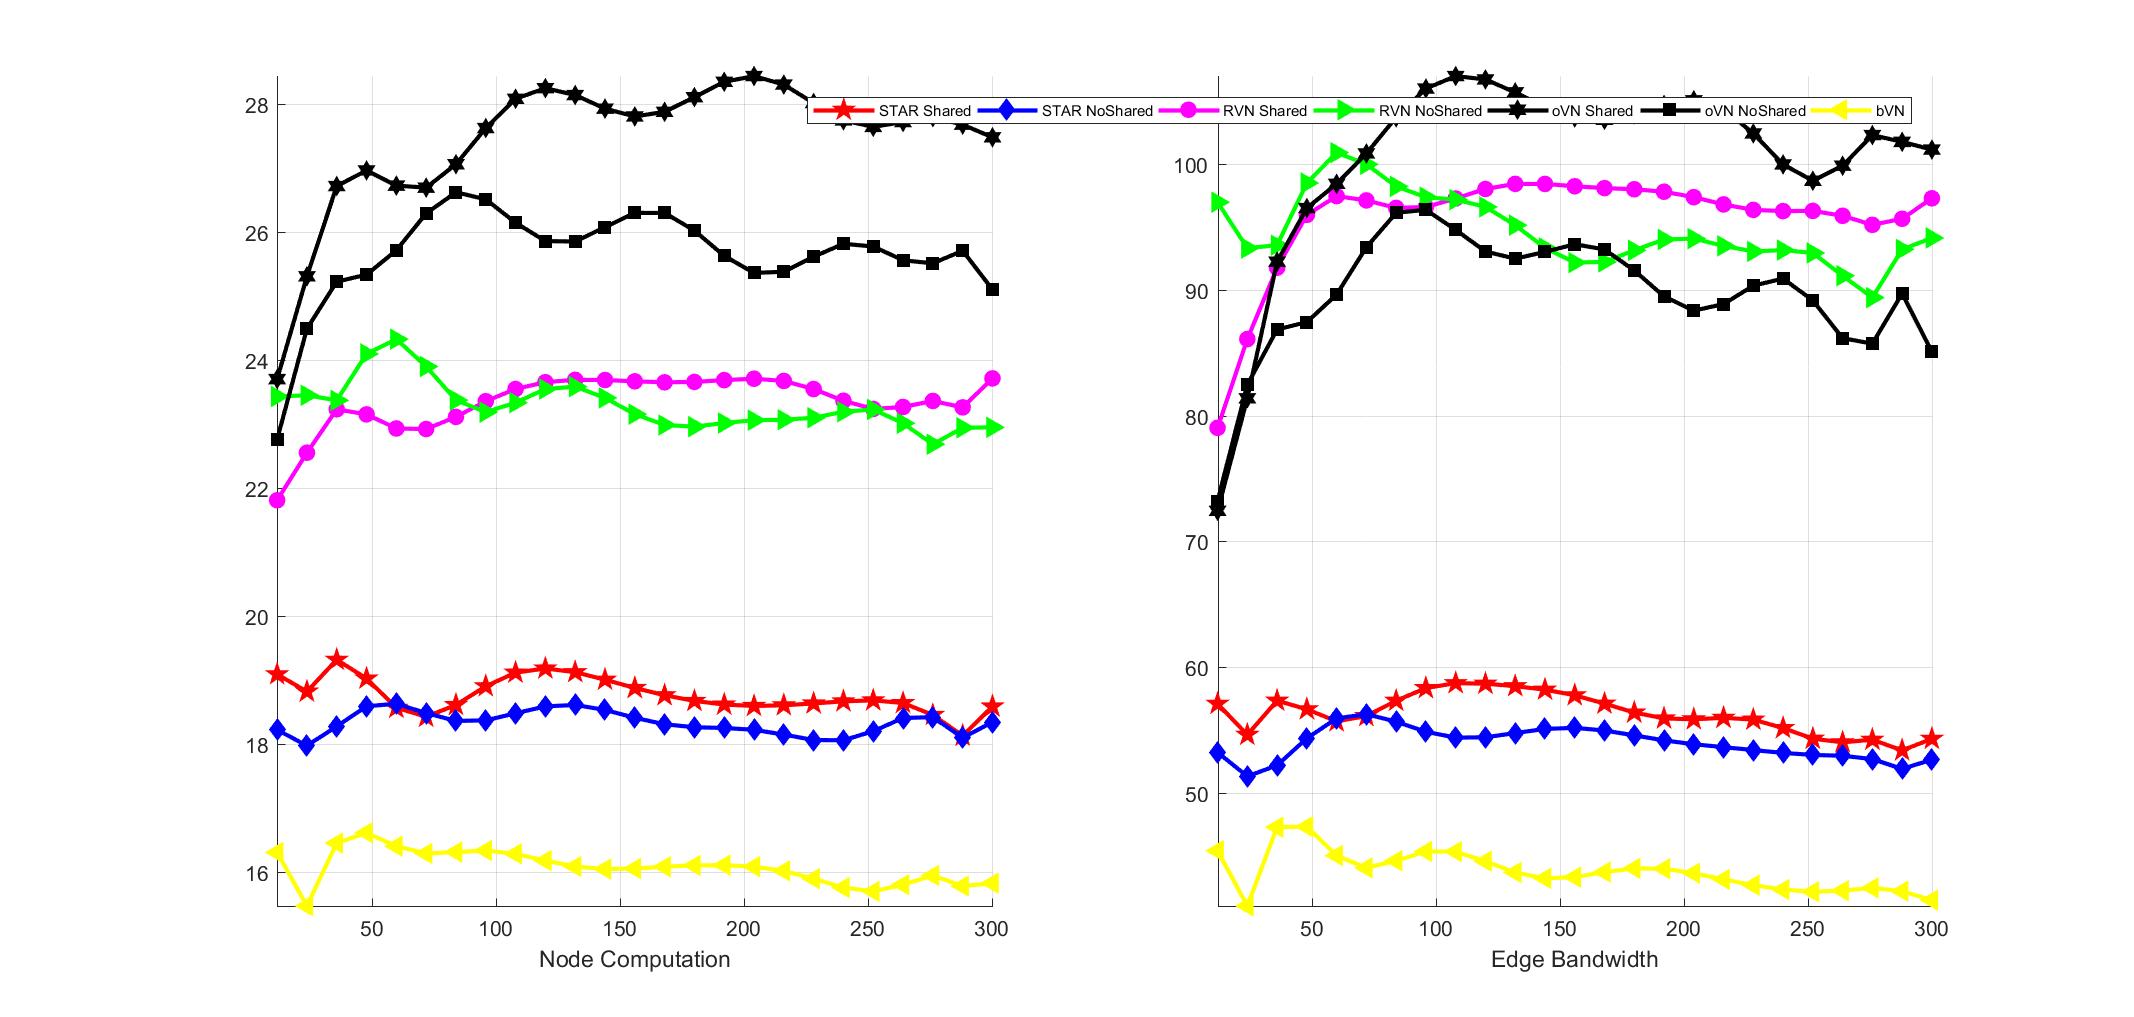 STAR Shared STAR NoShared RVN Shared RVN NoShared oVN Shared oVN NoShared bVN
28
26
24
22
20
18
16
50 100 150 200 250 300
Node Computation
100
90
80
70
60
50
50 100 150 200 250 300
Edge Bandwidth